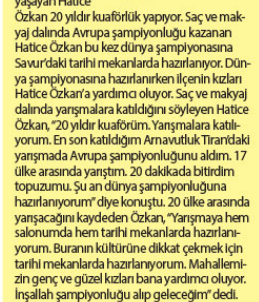 yaşayan Hatice
Özkan 20 yıldır kuaförlük yapıyor. Saç ve mak-
yaj dalında Avrupa şampiyonluğu kazanan
Hatice Özkan bu kez dünya şampiyonasına
Savur’daki tarihi mekanlarda hazırlanıyor. Dün-
ya şampiyonasına hazırlanırken ilçenin kızları
Hatice Özkan’a yardımcı oluyor. Saç ve makyaj
dalında yarışmalara katıldığını söyleyen Hatice
Özkan, “20 yıldır kuaförüm. Yarışmalara katılı-
yorum. En son katıldığım Arnavutluk Tiran’daki
yarışmada Avrupa şampiyonluğunu aldım. 17
ülke arasında yarıştım. 20 dakikada bitirdim
topuzumu. Şu an dünya şampiyonluğuna
hazırlanıyorum” diye konuştu. 20 ülke arasında
yarışacağını kaydeden Özkan, “Yarışmaya hem
salonumda hem tarihi mekanlarda hazırlanı-
yorum. Buranın kültürüne dikkat çekmek için
tarihi mekanlarda hazırlanıyorum. Mahallemi-
zin genç ve güzel kızları bana yardımcı oluyor.
İnşallah şampiyonluğu alıp geleceğim” dedi.